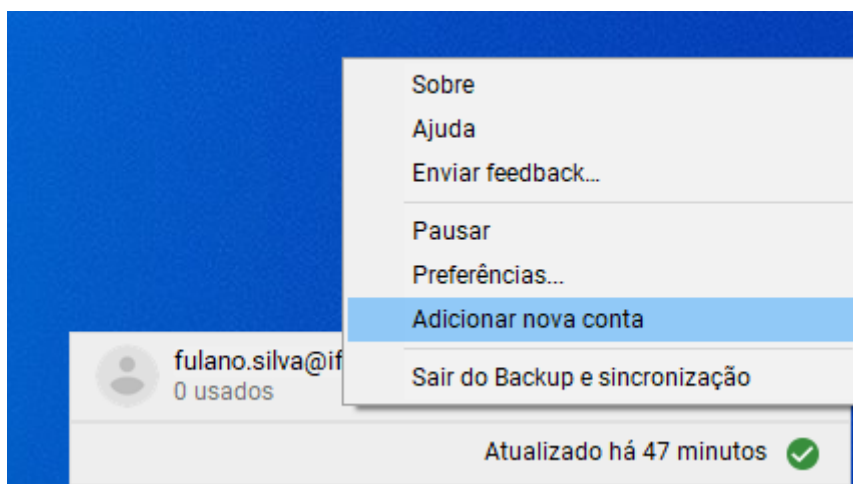 Sobre
Ajuda
Enviar feedback...
Pausar
Preferências...
Adicionar nova conta
Sair do Backup e sincronização
fulano.silva@if
0 usados
Atualizado há 47 minutos